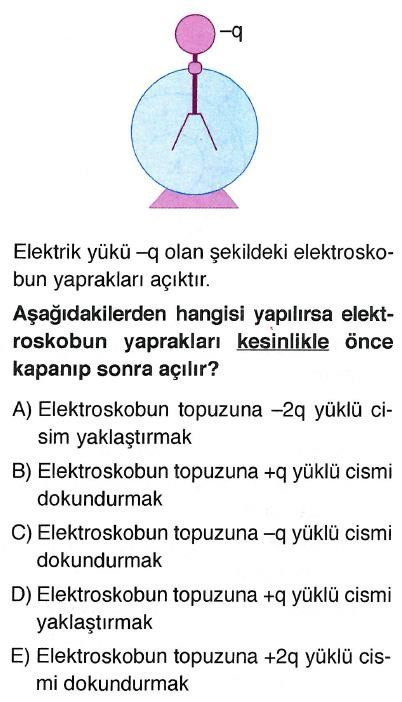 –q
Elektrik yükü –q olan şekildeki elektrosko-
bun yaprakları açıktır.
Aşağıdakilerden hangisi yapılırsa elekt-
roskobun yaprakları kesinlikle önce
kapanıp sonra açılır?
A) Elektroskobun topuzuna –2q yüklü ci-
sim yaklaştırmak
B) Elektroskobun topuzuna +q yüklü cismi
dokundurmak
C) Elektroskobun topuzuna –q yüklü cismi
dokundurmak
D) Elektroskobun topuzuna +q yüklü cismi
yaklaştırmak
E) Elektroskobun topuzuna +2q yüklü cis-
mi dokundurmak